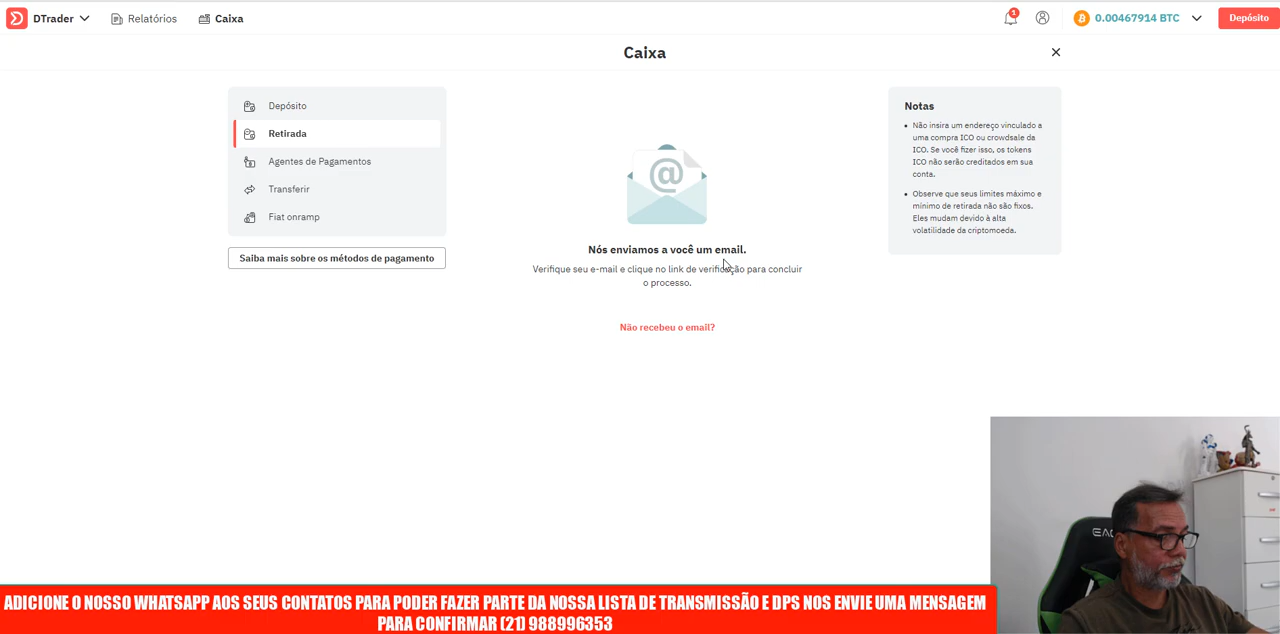 DTrader
Relatórios
Caixa
1
0.00467914 BTC
Depósito
Caixa
Depósito
Retirada
Agentes de Pagamentos
Transferir
Fiat onramp
Saiba mais sobre os métodos de pagamento
@
Nós enviamos a você um email.
Verifique seu e-mail e clique no link de verificação para concluir
o processo.
Não recebeu o email?
Notas
Não insira um endereço vinculado a
uma compra ICO ou crowdsale da
ICO. Se você fizer isso, os tokens
ICO não serão creditados em sua
conta.
Observe que seus limites máximo e
mínimo de retirada não são fixos.
Eles mudam devido à alta
volatilidade da criptomoeda.
ADICIONE O NOSSO WHATSAPP AOS SEUS CONTATOS PARA PODER FAZER PARTE DA NOSSA LISTA DE TRANSMISSÃO E DPS NOS ENVIE UMA MENSAGEM
PARA CONFIRMAR (21) 988996353